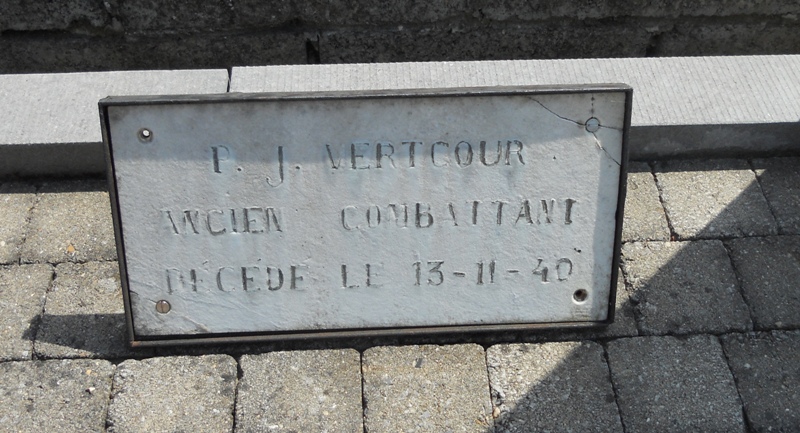 P. J. VERTCOUR
ANCIEN COMBATTANT
DÉCÉDÉ LE 13-11-40